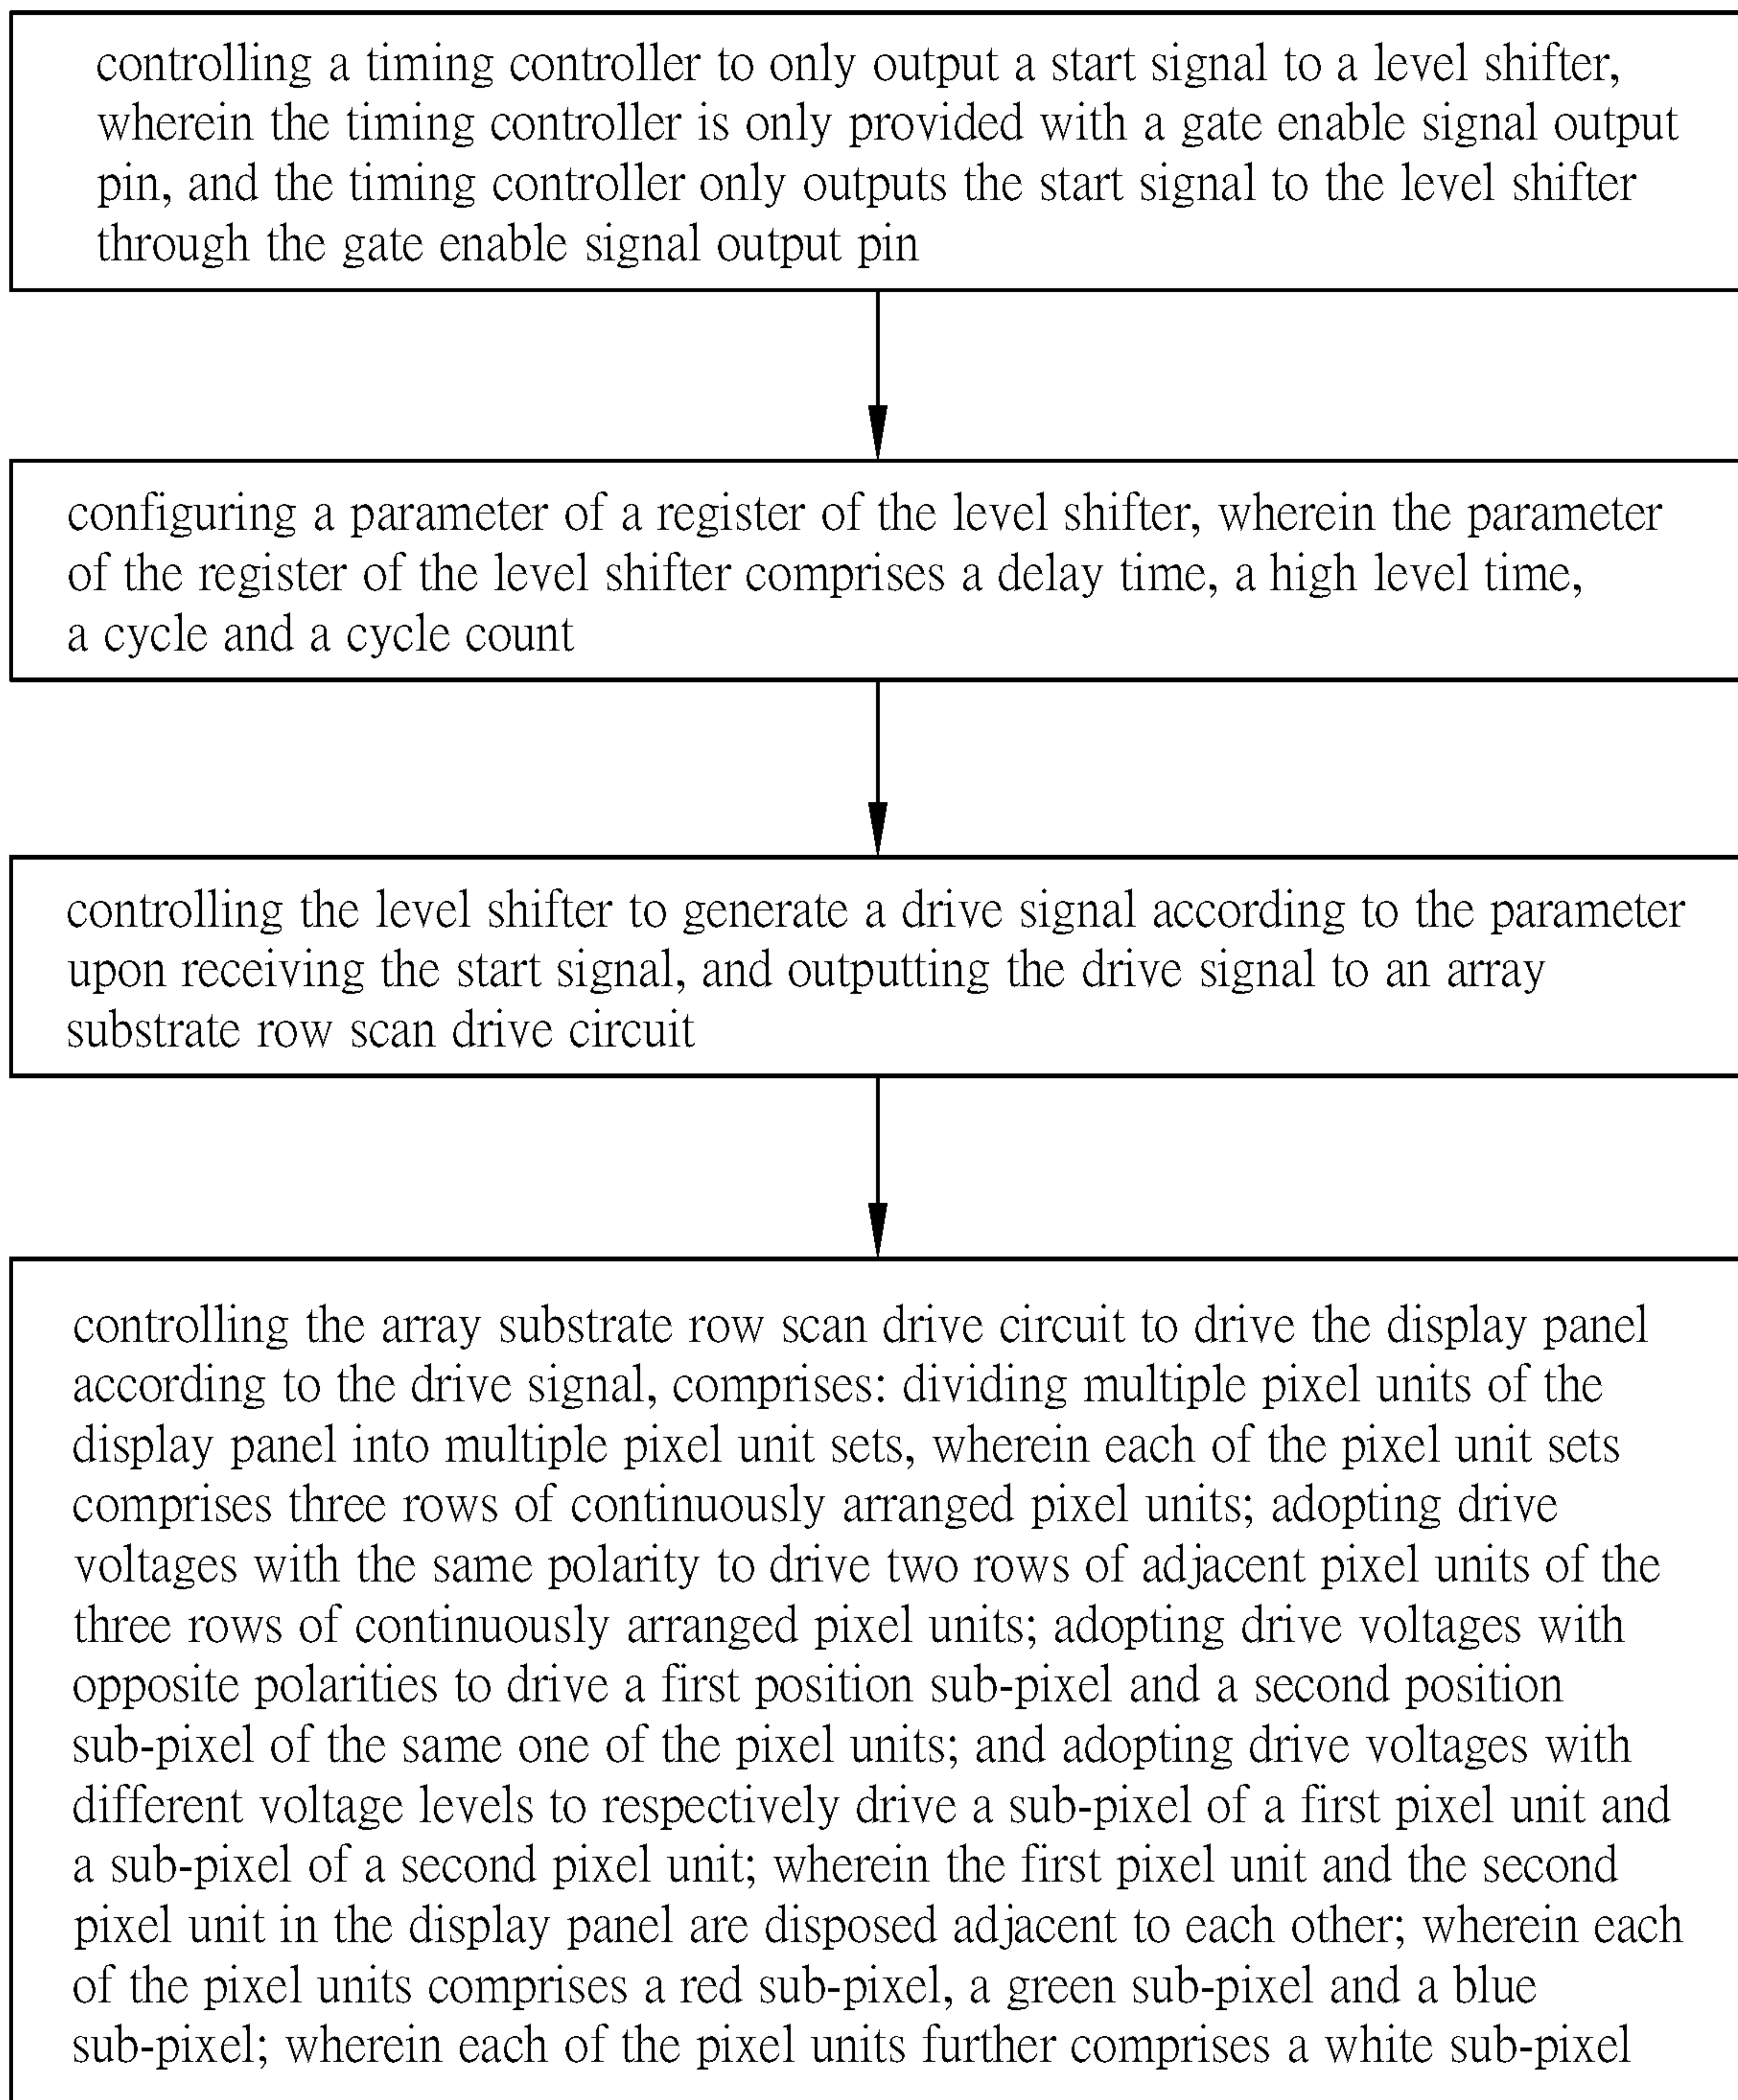 controlling a timing controller to only output a start signal to a level shifter,
wherein the timing controller is only provided with a gate enable signal output
pin, and the timing controller only outputs the start signal to the level shifter
through the gate enable signal output pin
configuring a parameter of a register of the level shifter, wherein the parameter
of the register of the level shifter comprises a delay time, a high level time,
a cycle and a cycle count
controlling the level shifter to generate a drive signal according to the parameter
upon receiving the start signal, and outputting the drive signal to an array
substrate row scan drive circuit
controlling the array substrate row scan drive circuit to drive the display panel
according to the drive signal, comprises: dividing multiple pixel units of the
display panel into multiple pixel unit sets, wherein each of the pixel unit sets
comprises three rows of continuously arranged pixel units; adopting drive
voltages with the same polarity to drive two rows of adjacent pixel units of the
three rows of continuously arranged pixel units; adopting drive voltages with
opposite polarities to drive a first position sub-pixel and a second position
sub-pixel of the same one of the pixel units; and adopting drive voltages with
different voltage levels to respectively drive a sub-pixel of a first pixel unit and
a sub-pixel of a second pixel unit; wherein the first pixel unit and the second
pixel unit in the display panel are disposed adjacent to each other; wherein each
of the pixel units comprises a red sub-pixel, a green sub-pixel and a blue
sub-pixel; wherein each of the pixel units further comprises a white sub-pixel